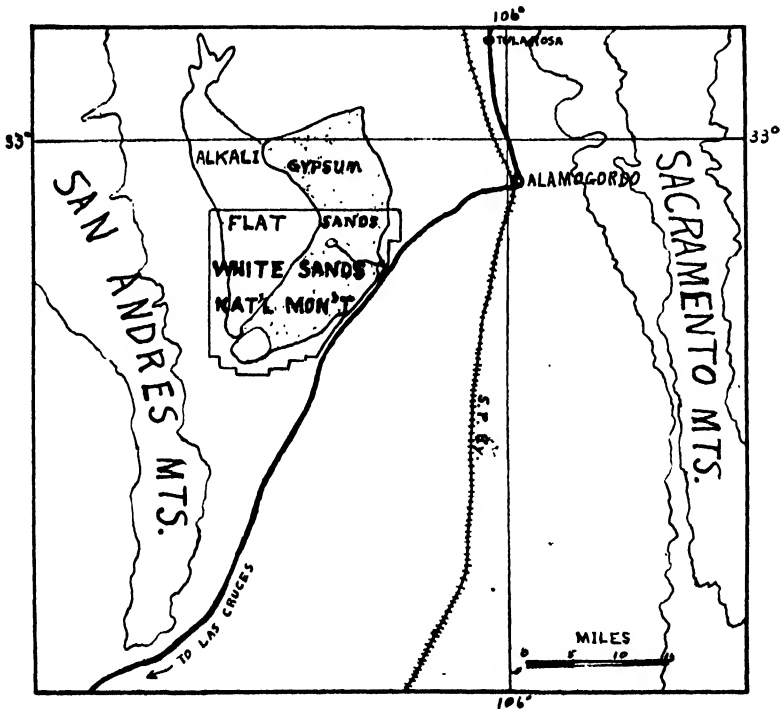 106°
TULAROSA
33°
33°
ALKALI
GYPSUM
ALAMOGORDO
FLAT
SANDS
WHITE SANDS
NAT'L MON'T
SAN ANDRES MTS.
SACRAMENTO MTS.
S.P. RY.
TO LAS CRUCES
MILES
0 5 10 15
106°